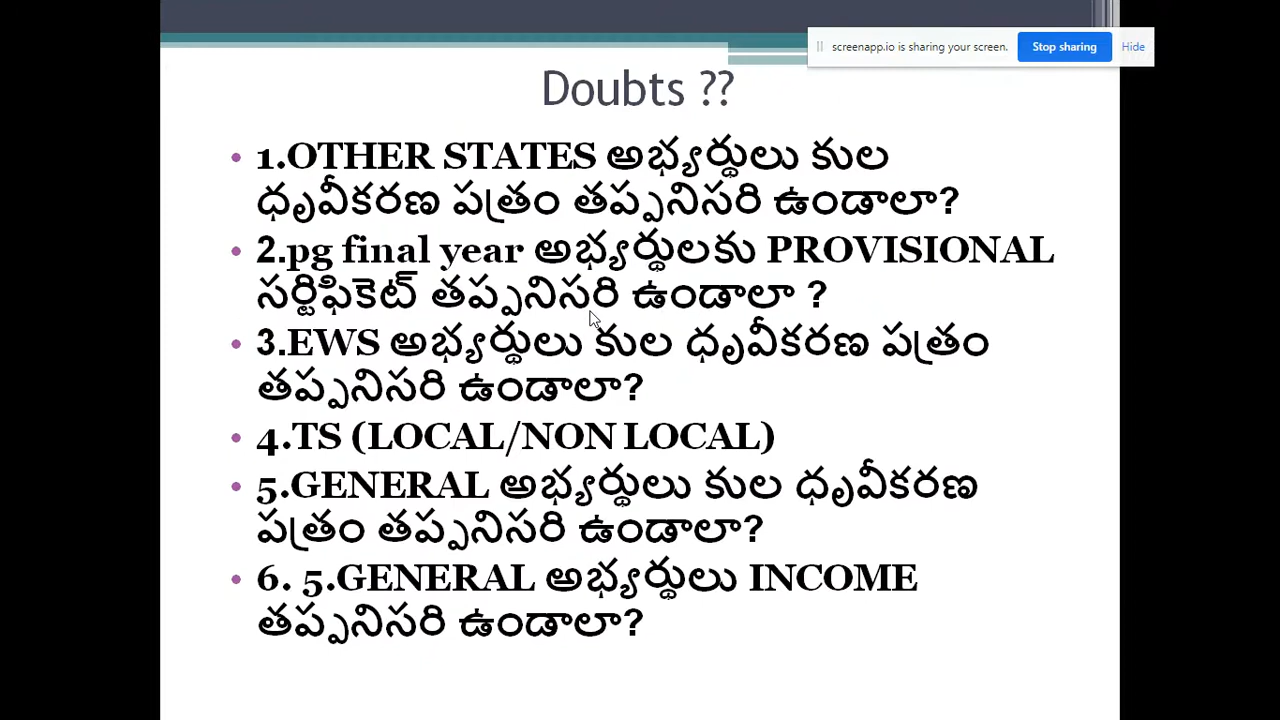 screenapp.io is sharing your screen. Stop sharing Hide
Doubts ??
• 1.OTHER STATES అభ్యర్థులు కుల
ధృవీకరణ పత్రం తప్పనిసరి ఉండాలా?
• 2.pg final year అభ్యర్థులకు PROVISIONAL
సర్టిఫికెట్ తప్పనిసరి ఉండాలా ?
• 3.EWS అభ్యర్థులు కుల ధృవీకరణ పత్రం
తప్పనిసరి ఉండాలా?
• 4.TS (LOCAL/NON LOCAL)
• 5.GENERAL అభ్యర్థులు కుల ధృవీకరణ
పత్రం తప్పనిసరి ఉండాలా?
• 6. 5.GENERAL అభ్యర్థులు INCOME
తప్పనిసరి ఉండాలా?